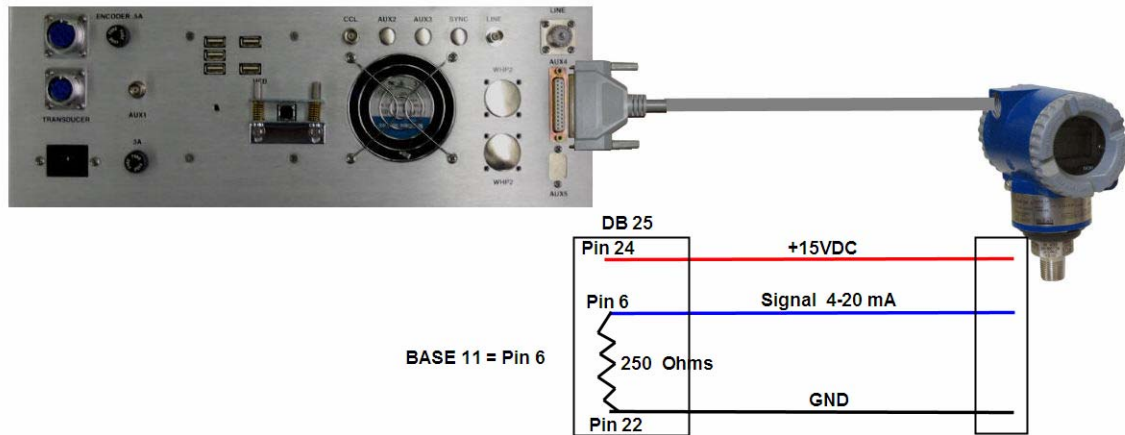 ENCODER .5A
CCL
AUX2
AUX3
SYNC
LINE
LINE
AUX4
WHP2
AUX1
TRANSDUCER
3A
WHP2
AUX5
DB 25
Pin 24
+15VDC
Pin 6
Signal 4-20 mA
BASE 11 = Pin 6
250 Ohms
GND
Pin 22